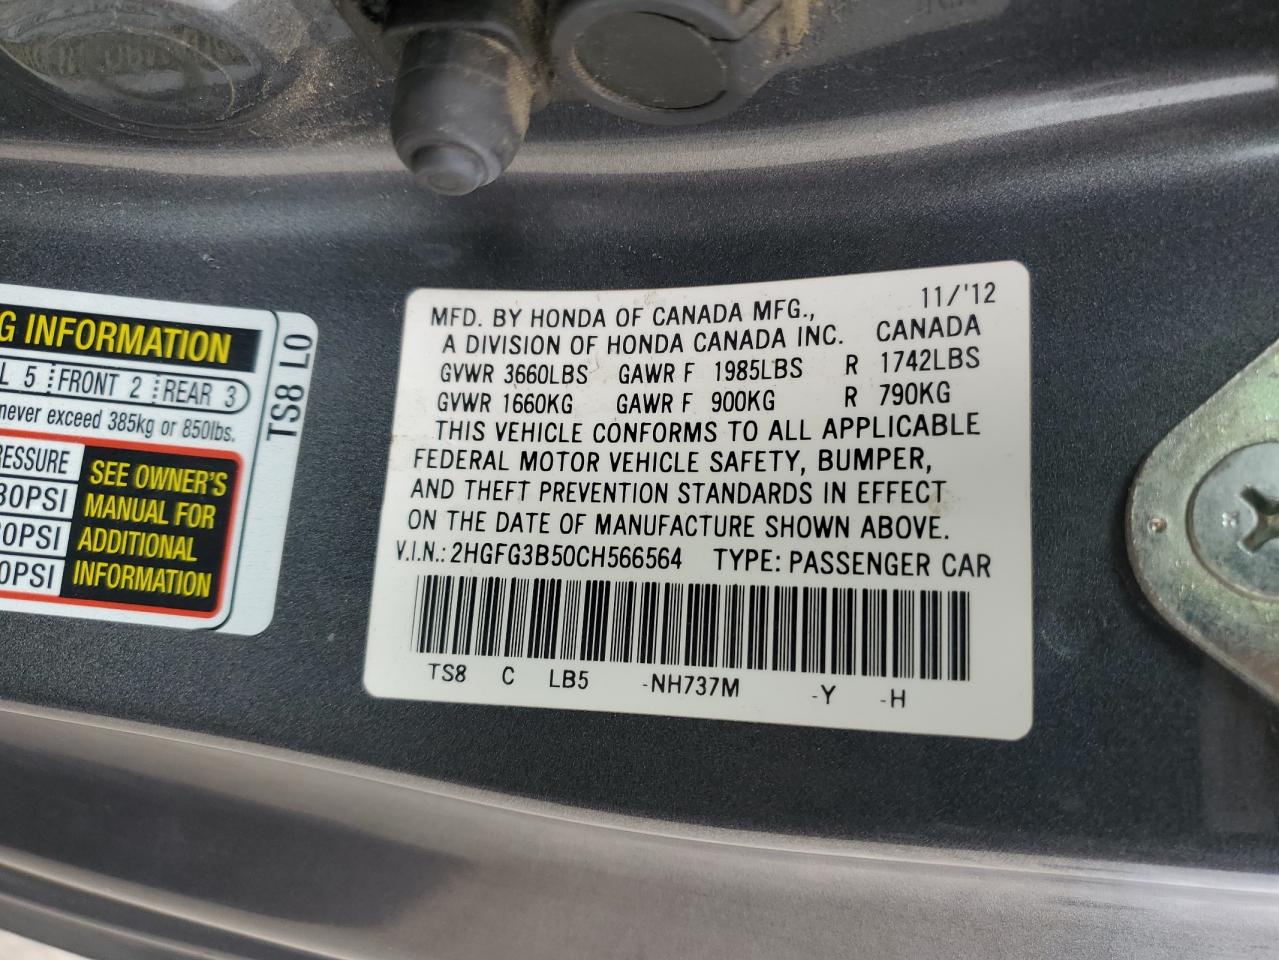 G INFORMATION
L 5 FRONT 2 REAR 3
never exceed 385kg or 850lbs.
RESSURE
30PSI
0PSI
0PSI
SEE OWNER'S
MANUAL FOR
ADDITIONAL
INFORMATION
TS8 L0
MFD. BY HONDA OF CANADA MFG., 11/'12
A DIVISION OF HONDA CANADA INC. CANADA
GVWR 3660LBS GAWR F 1985LBS R 1742LBS
GVWR 1660KG GAWR F 900KG R 790KG
THIS VEHICLE CONFORMS TO ALL APPLICABLE
FEDERAL MOTOR VEHICLE SAFETY, BUMPER,
AND THEFT PREVENTION STANDARDS IN EFFECT
ON THE DATE OF MANUFACTURE SHOWN ABOVE.
V.I.N.: 2HGFG3B50CH566564 TYPE: PASSENGER CAR
TS8 C LB5 -NH737M -Y -H